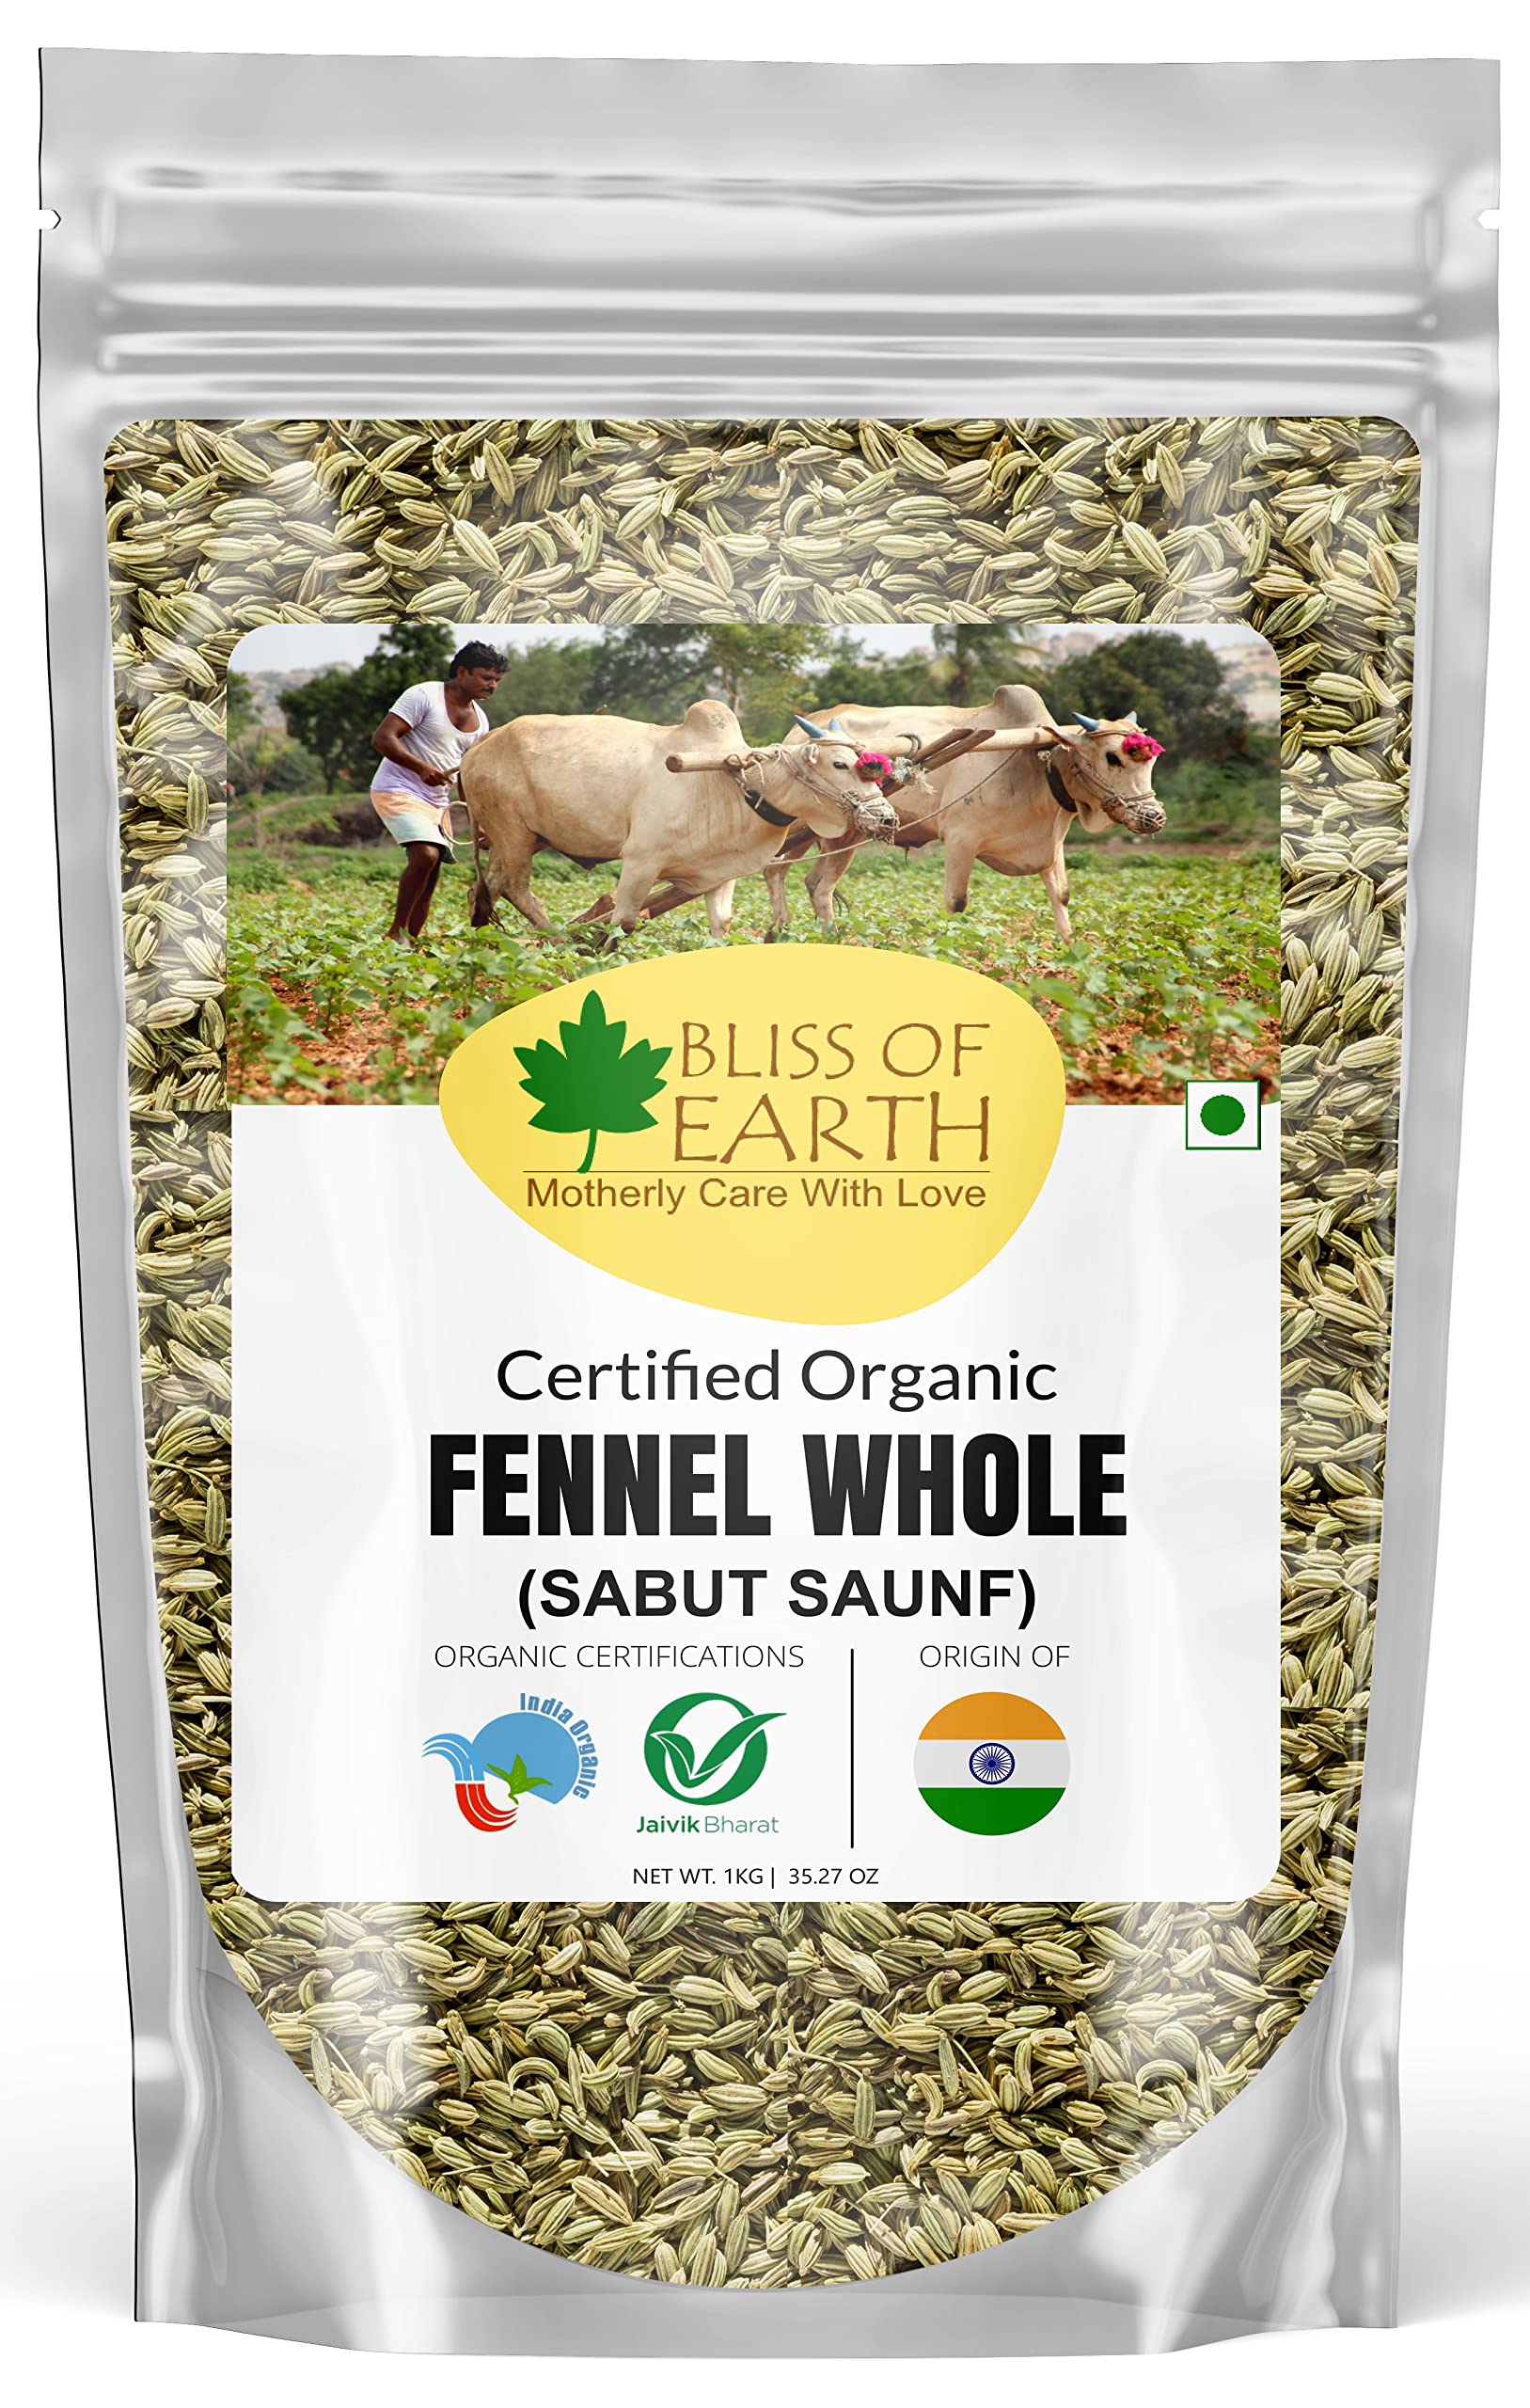 BLISS OF
EARTH
Motherly Care With Love
Certified Organic
FENNEL WHOLE
(SABUT SAUNF)
ORGANIC CERTIFICATIONS
ORIGIN OF
India Organic
Jaivik Bharat
NET WT. 1KG | 35.27 OZ